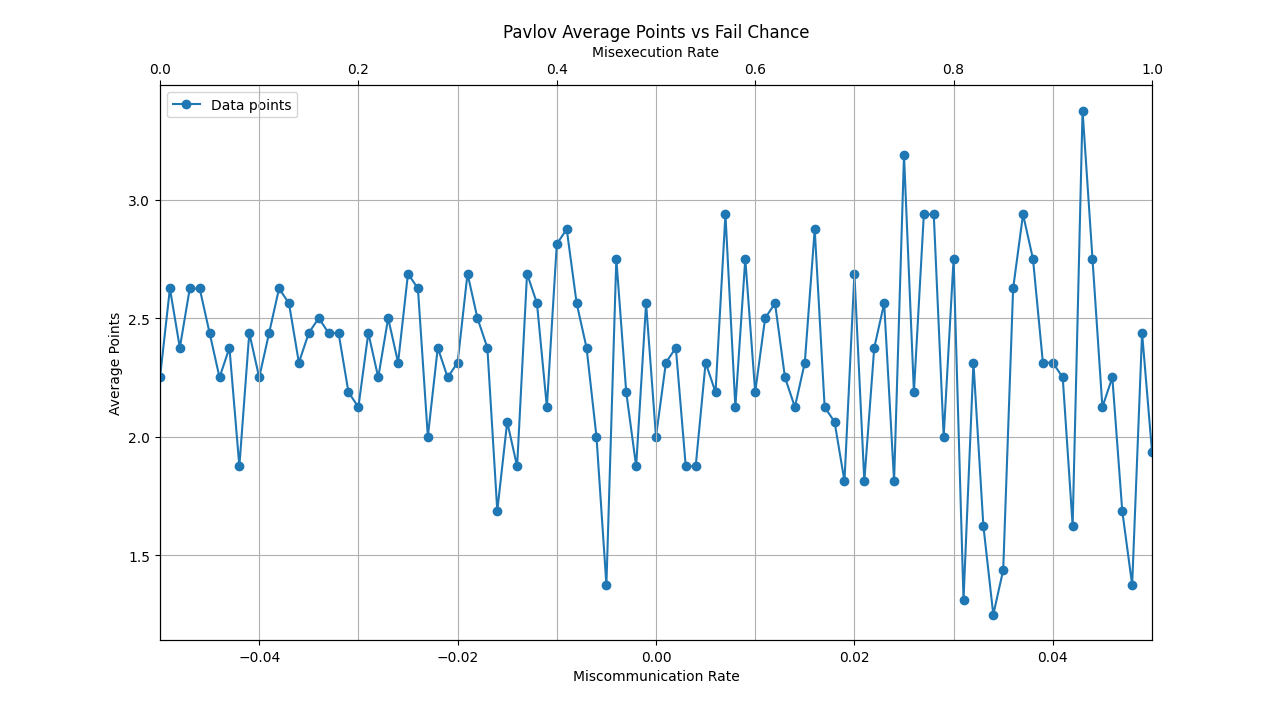 Pavlov Average Points vs Fail Chance
Misexecution Rate
0.0 0.2 0.4 0.6 0.8 1.0
Data points
3.0
2.5
2.0
1.5
Average Points
−0.04 −0.02 0.00 0.02 0.04
Miscommunication Rate